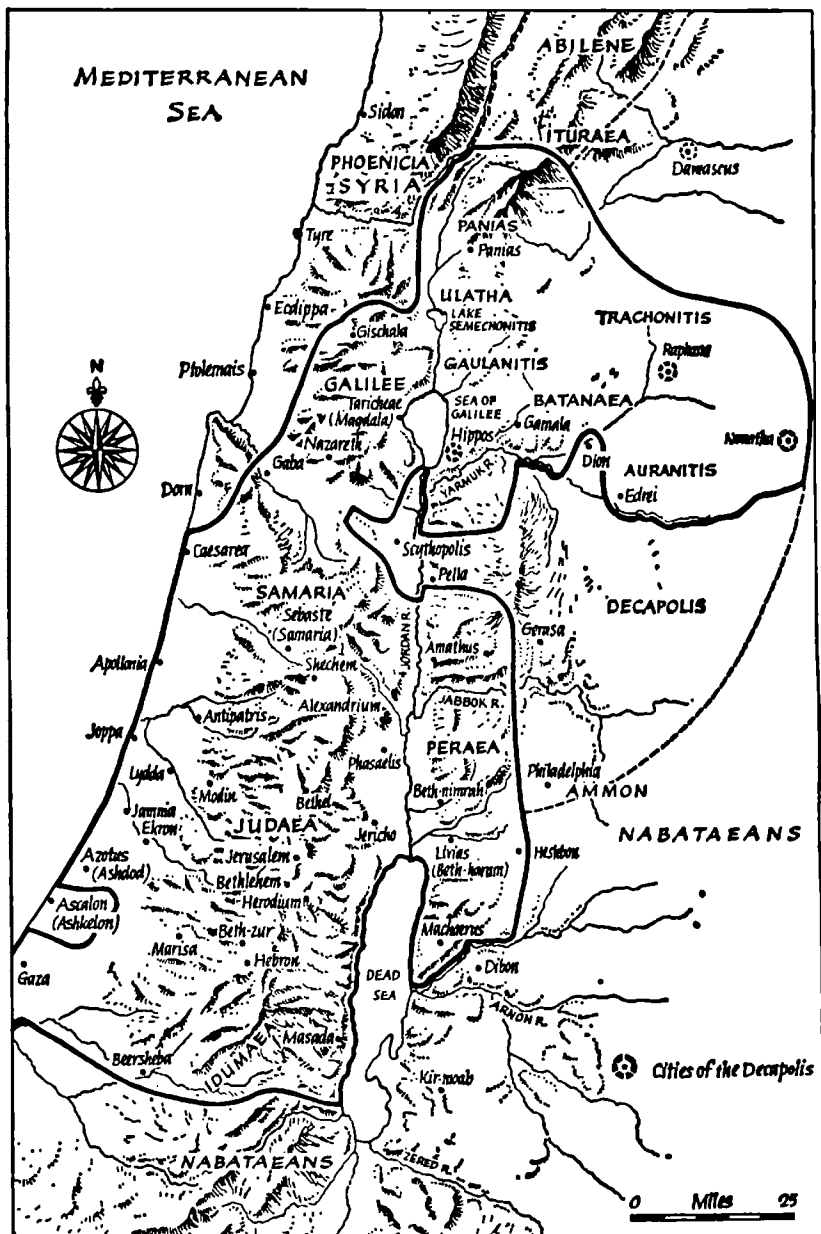 ABILENE
MEDITERRANEAN
SEA
Sidon
ITURAEA
PHOENICIA
SYRIA
Damascus
PANIAS
Tyre
Panias
ULATHA
Ecdippa
LAKE
SEMECHONITIS
TRACHONITIS
Gischala
Raphana
N
Ptolemais
GAULANITIS
GALILEE
BATANAEA
Taricheae
(Magdala)
SEA OF
GALILEE
Gamala
Nazareth
Hippos
Dion
Gaba
YARMUK R.
AURANITIS
Dorn
Edrei
Caesarea
Scythopolis
Pella
SAMARIA
DECAPOLIS
Sebaste
(Samaria)
JORDAN R.
Gerasa
Amathus
Apollonia
Shechem
Alexandrium
JABBOK R.
Antipatris
Joppa
PERAEA
Phasaelis
Lydda
Philadelphia
Modin
Bethel
Beth-nimrah
AMMON
Jamnia
Ekron
JUDAEA
Jericho
NABATAEANS
Azotus
(Ashdod)
Jerusalem
Livias
(Beth-haram)
Heshbon
Bethlehem
Herodium
Ascalon
(Ashkelon)
Beth-zur
Machaerus
Marisa
Hebron
Gaza
DEAD
SEA
Dibon
ARNON R.
Masada
Beersheba
IDUMAEA
Cities of the Decapolis
Kir-moab
NABATAEANS
ZERED R.
0 Miles 25